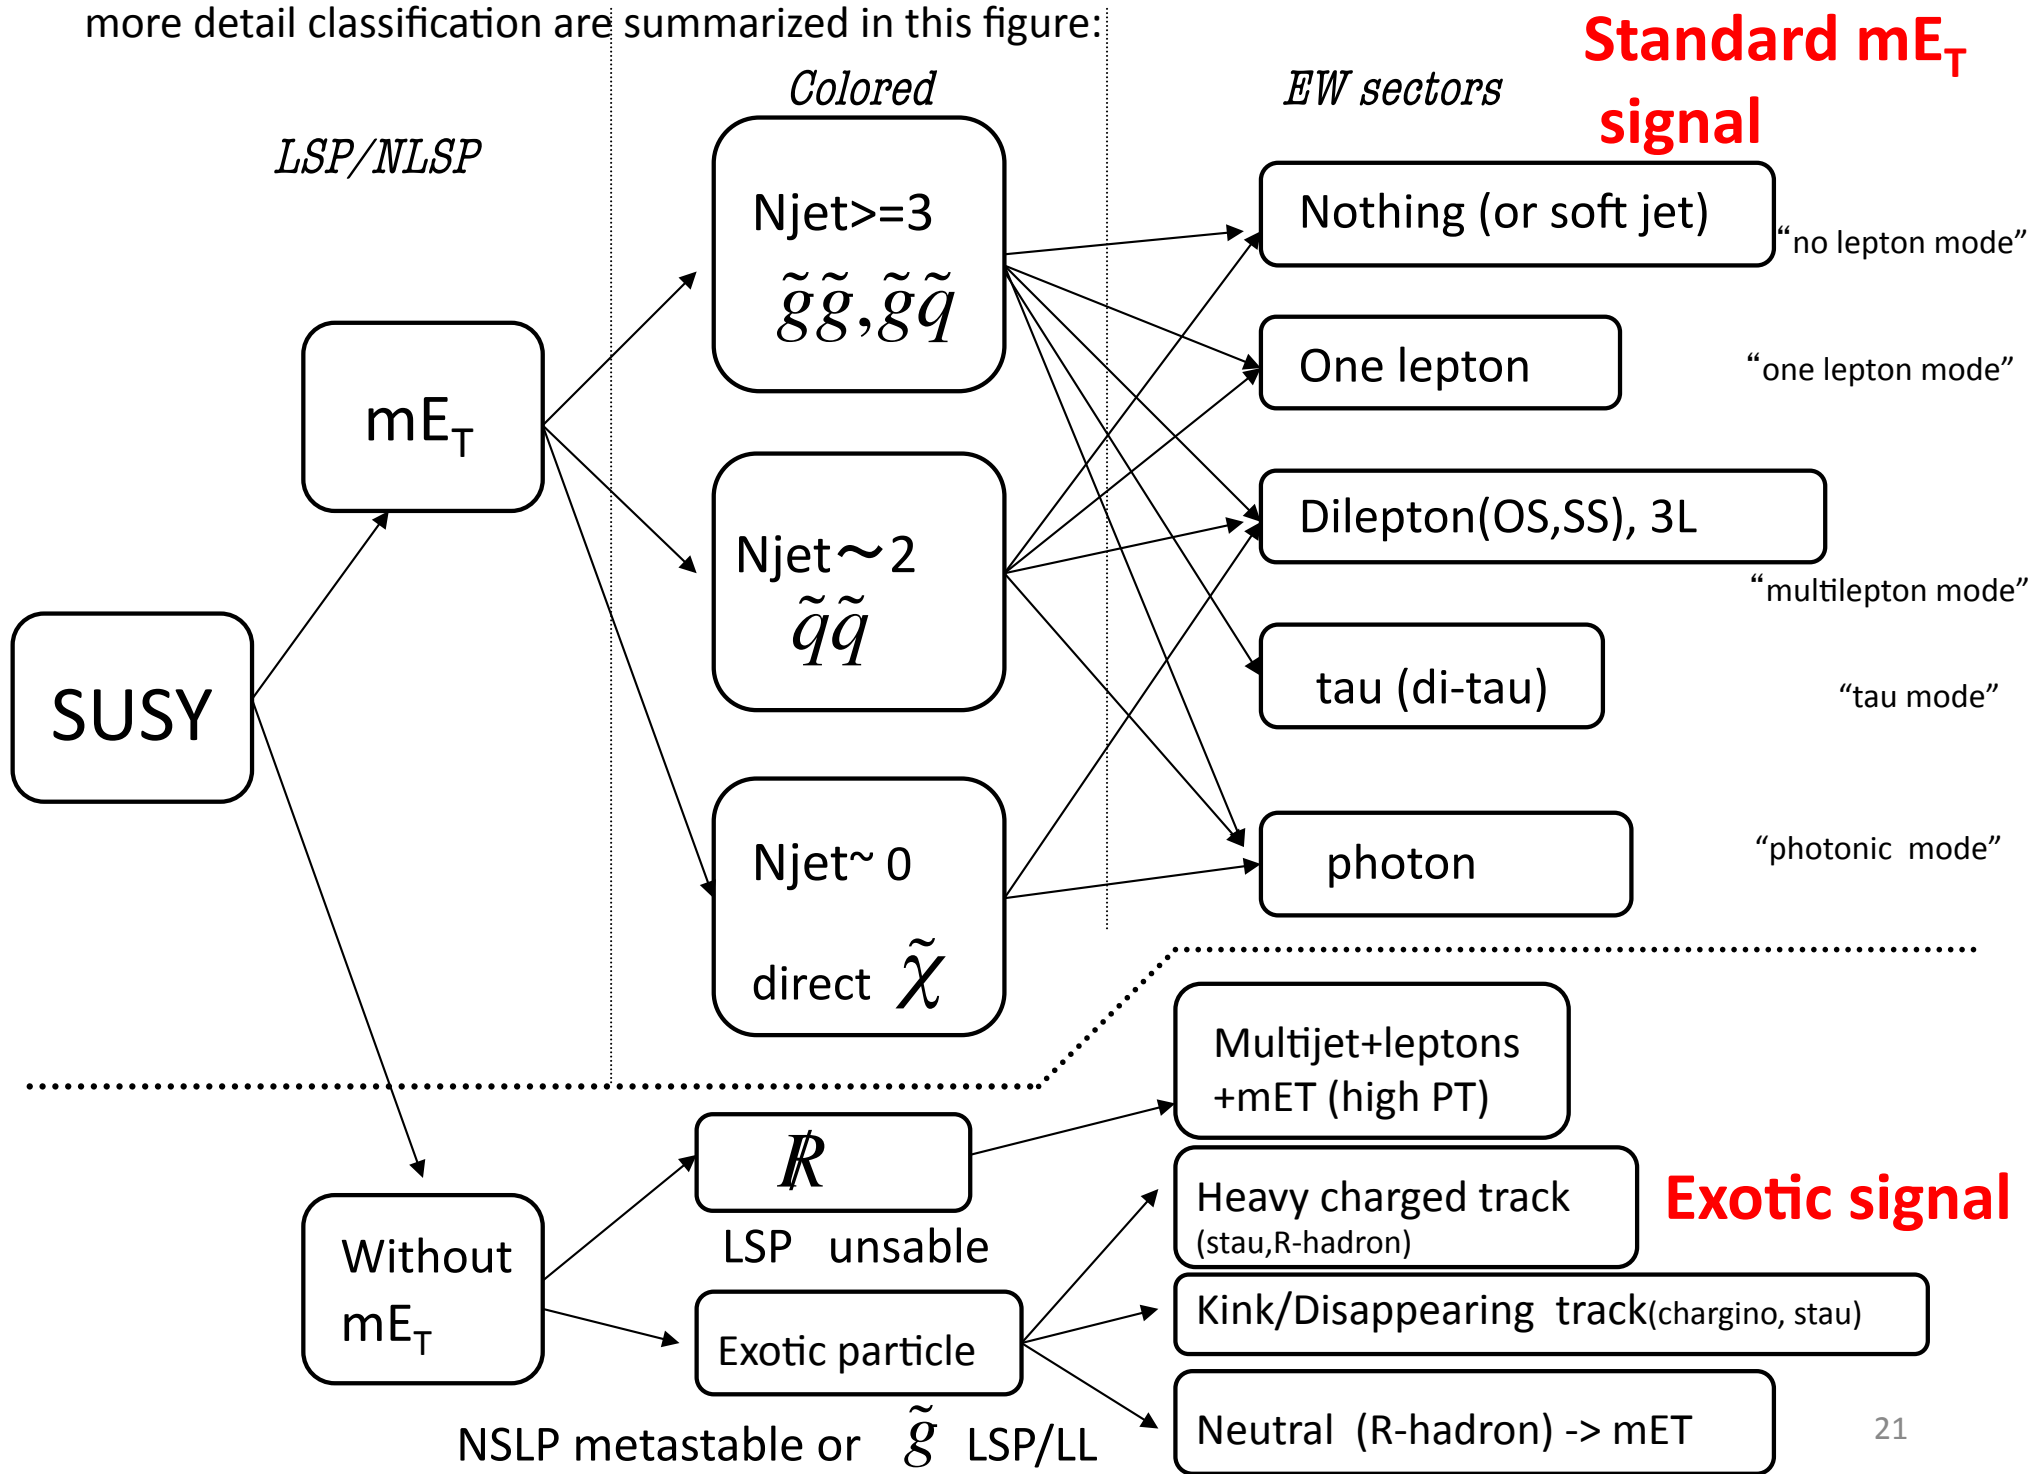 more detail classification are summarized in this figure:
Standard mE_T
signal
Colored
EW sectors
LSP/NLSP
Njet>=3
g̃g̃,g̃q̃
Nothing (or soft jet)
“no lepton mode”
One lepton
“one lepton mode”
mE_T
Njet～2
q̃q̃
Dilepton(OS,SS), 3L
“multilepton mode”
SUSY
tau (di-tau)
“tau mode”
Njet~ 0
direct χ̃
photon
“photonic mode”
Multijet+leptons
+mET (high PT)
R̸
LSP unsable
Heavy charged track
(stau,R-hadron)
Exotic signal
Without
mE_T
Exotic particle
Kink/Disappearing track(chargino, stau)
NSLP metastable or g̃ LSP/LL
Neutral (R-hadron) -> mET
21